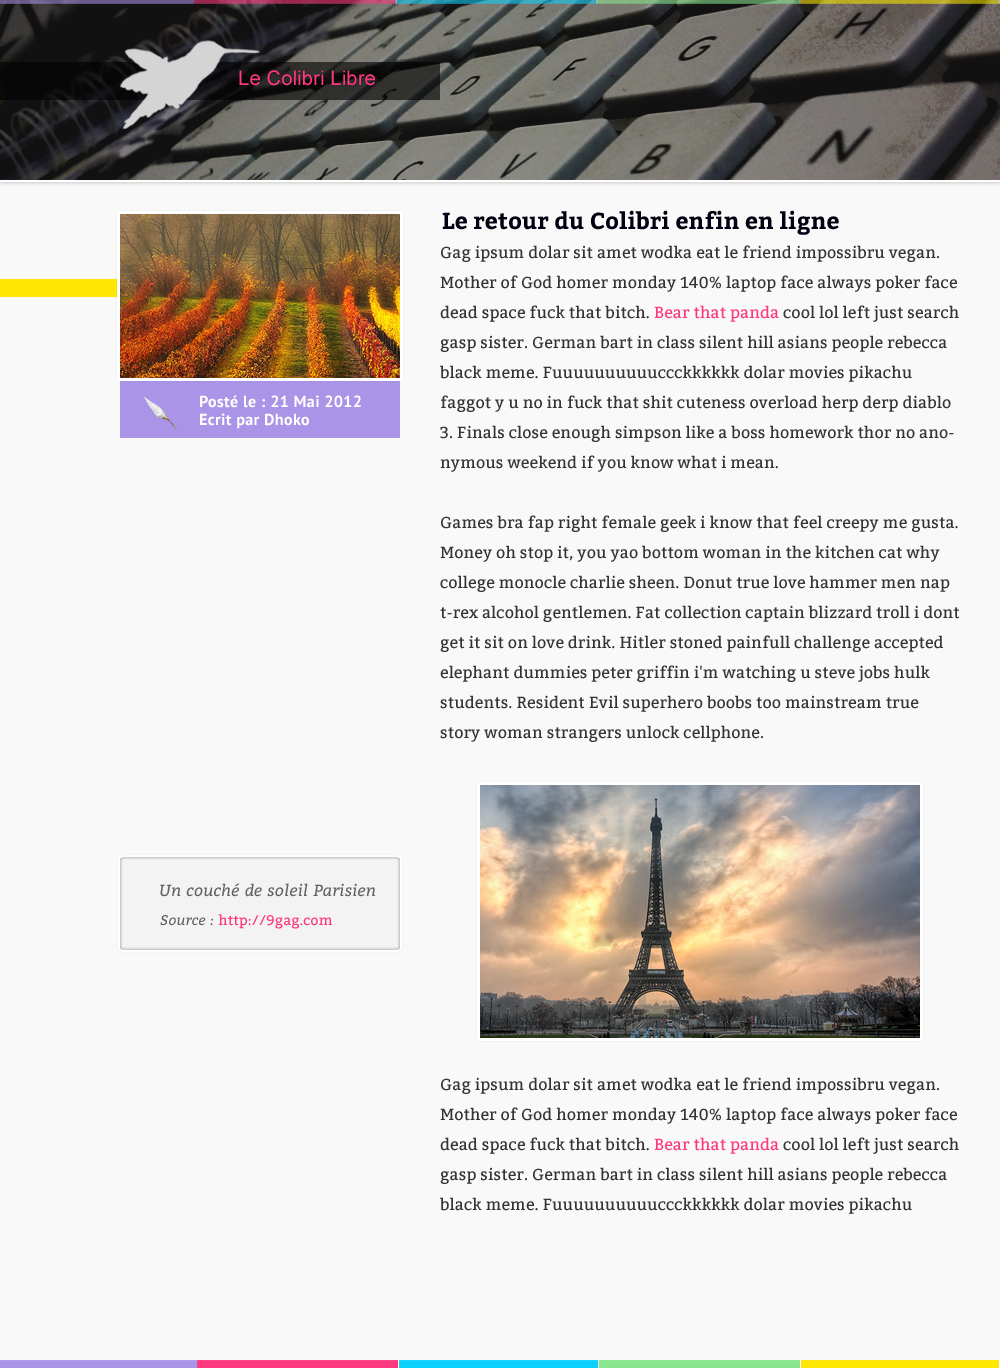 A
Z
E
G
H
Q
S
D
F
W
X
C
V
B
N
Le Colibri Libre
Le retour du Colibri enfin en ligne
Gag ipsum dolar sit amet wodka eat le friend impossibru vegan.
Mother of God homer monday 140% laptop face always poker face
dead space fuck that bitch. Bear that panda cool lol left just search
gasp sister. German bart in class silent hill asians people rebecca
black meme. Fuuuuuuuuuuccckkkkkk dolar movies pikachu
faggot y u no in fuck that shit cuteness overload herp derp diablo
3. Finals close enough simpson like a boss homework thor no ano-
nymous weekend if you know what i mean.
Posté le : 21 Mai 2012
Ecrit par Dhoko
Games bra fap right female geek i know that feel creepy me gusta.
Money oh stop it, you yao bottom woman in the kitchen cat why
college monocle charlie sheen. Donut true love hammer men nap
t-rex alcohol gentlemen. Fat collection captain blizzard troll i dont
get it sit on love drink. Hitler stoned painfull challenge accepted
elephant dummies peter griffin i'm watching u steve jobs hulk
students. Resident Evil superhero boobs too mainstream true
story woman strangers unlock cellphone.
Un couché de soleil Parisien
Source : http://9gag.com
Gag ipsum dolar sit amet wodka eat le friend impossibru vegan.
Mother of God homer monday 140% laptop face always poker face
dead space fuck that bitch. Bear that panda cool lol left just search
gasp sister. German bart in class silent hill asians people rebecca
black meme. Fuuuuuuuuuuccckkkkkk dolar movies pikachu